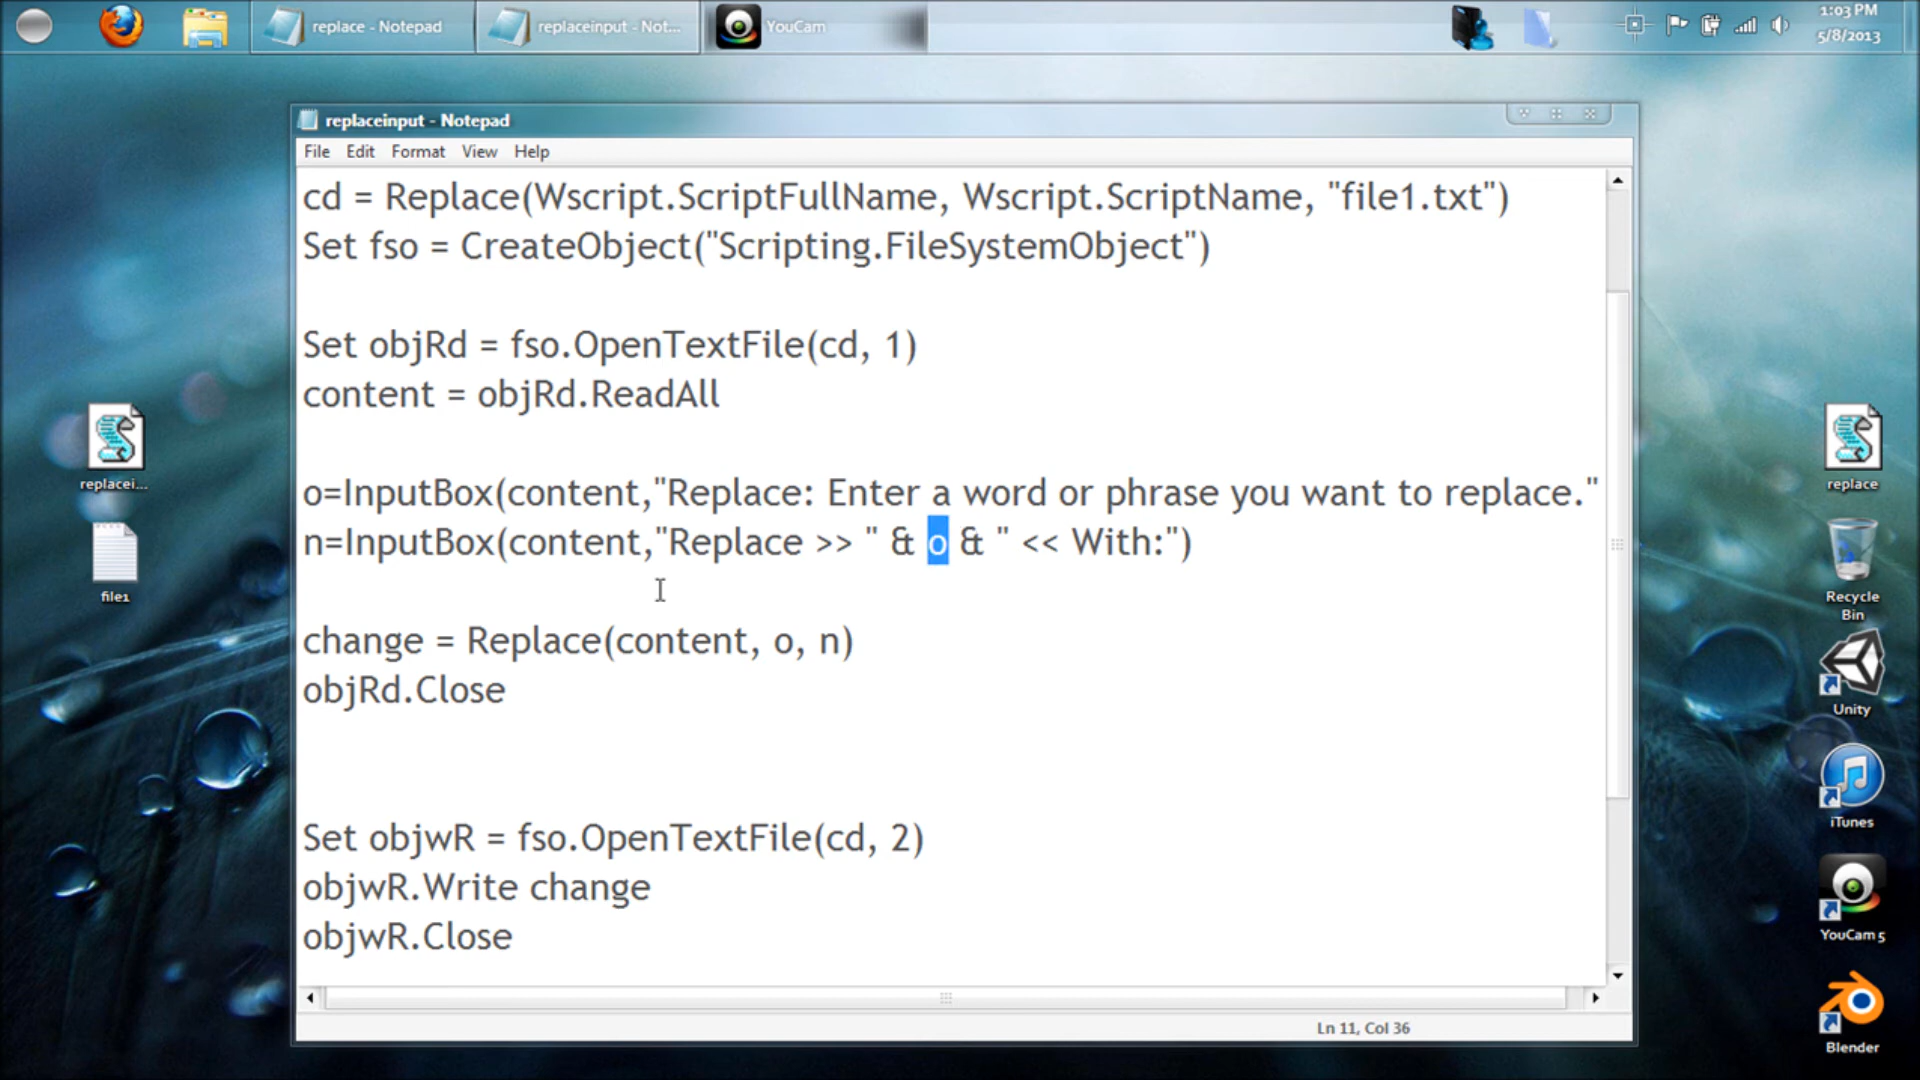 replace - Notepad
replaceinput - Not...
YouCam
1:03 PM
5/8/2013
replaceinput - Notepad
File Edit Format View Help
cd = Replace(Wscript.ScriptFullName, Wscript.ScriptName, "file1.txt")
Set fso = CreateObject("Scripting.FileSystemObject")
Set objRd = fso.OpenTextFile(cd, 1)
content = objRd.ReadAll
o=InputBox(content,"Replace: Enter a word or phrase you want to replace."
n=InputBox(content,"Replace >> " & o & " << With:")
change = Replace(content, o, n)
objRd.Close
Set objwR = fso.OpenTextFile(cd, 2)
objwR.Write change
objwR.Close
Ln 11, Col 36
replacei...
file1
replace
Recycle
Bin
Unity
iTunes
YouCam 5
Blender